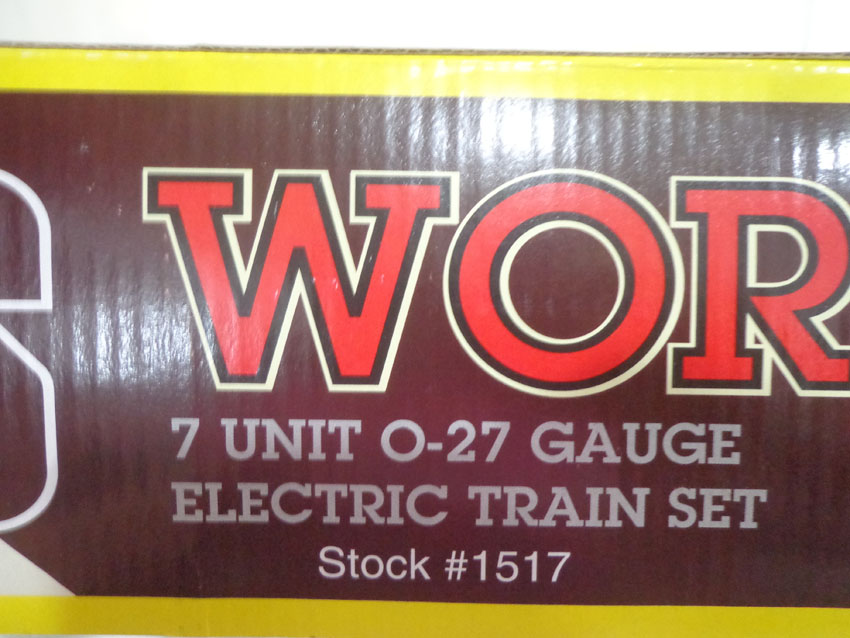 WOR
7 UNIT O-27 GAUGE
ELECTRIC TRAIN SET
Stock #1517